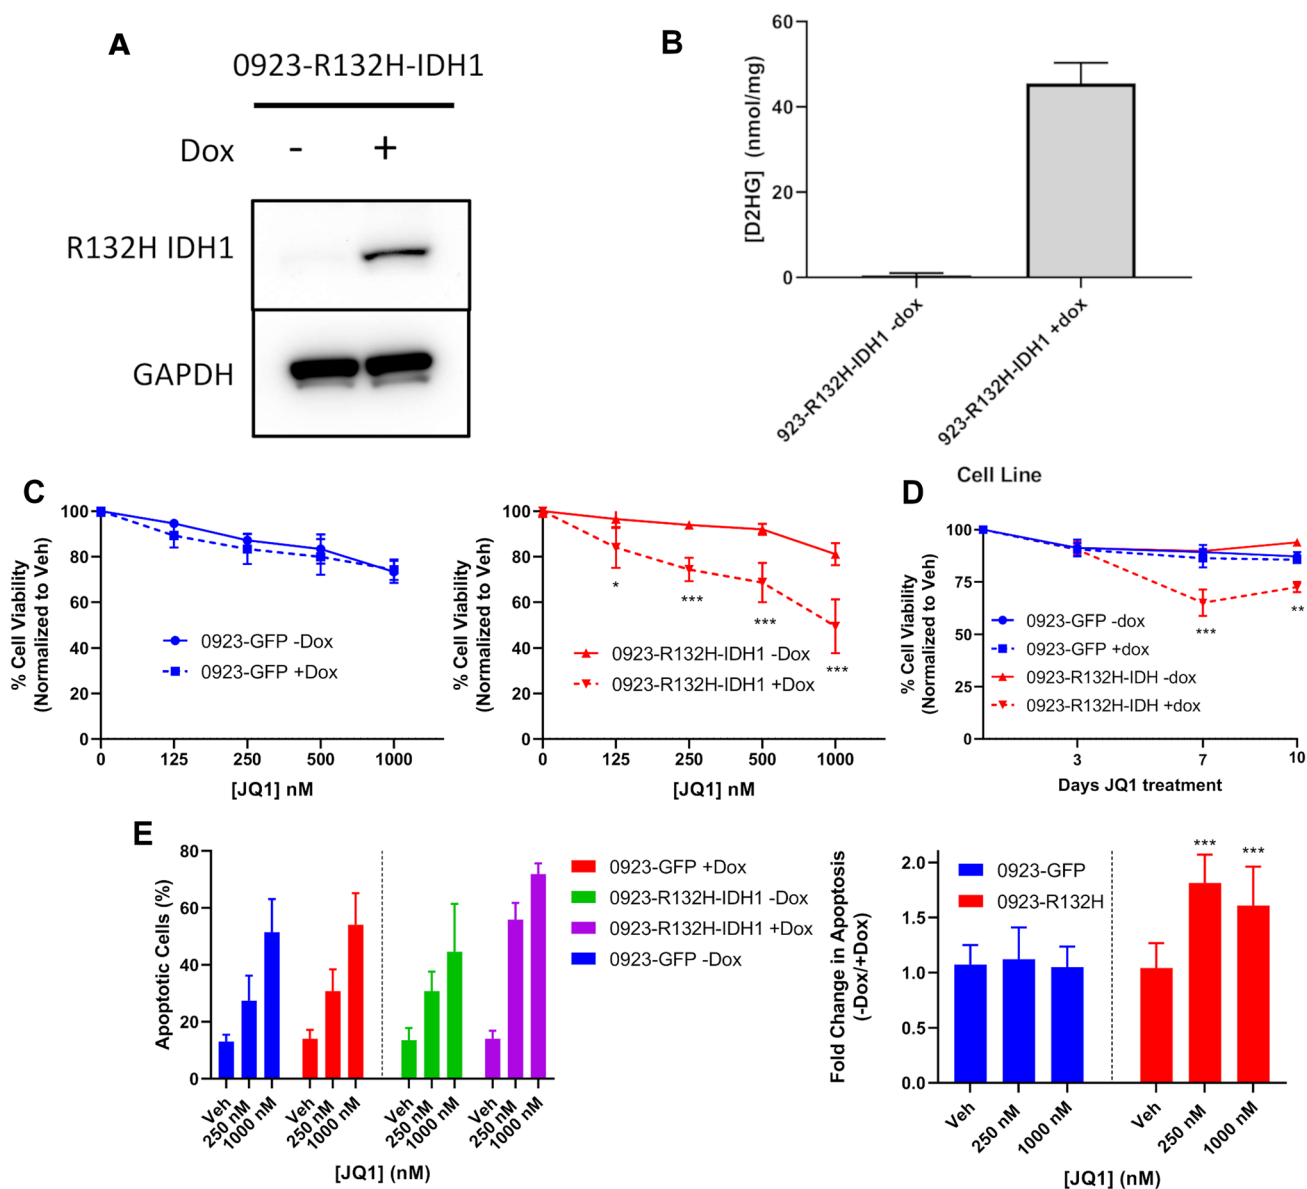 A
0923-R132H-IDH1
Dox - +
R132H IDH1
GAPDH
B
[D2HG] (nmol/mg)
60
40
20
0
923-R132H-IDH1 -dox
923-R132H-IDH1 +dox
Cell Line
C
% Cell Viability
(Normalized to Veh)
100
80
60
40
20
0
0923-GFP -Dox
0923-GFP +Dox
0 125 250 500 1000
[JQ1] nM
% Cell Viability
(Normalized to Veh)
100
80
60
40
20
0
*
***
***
***
0923-R132H-IDH1 -Dox
0923-R132H-IDH1 +Dox
0 125 250 500 1000
[JQ1] nM
D
% Cell Viability
(Normalized to Veh)
100
75
50
25
0
***
**
0923-GFP -dox
0923-GFP +dox
0923-R132H-IDH -dox
0923-R132H-IDH +dox
3 7 10
Days JQ1 treatment
E
Apoptotic Cells (%)
80
60
40
20
0
0923-GFP +Dox
0923-R132H-IDH1 -Dox
0923-R132H-IDH1 +Dox
0923-GFP -Dox
Veh 250 nM 1000 nM Veh 250 nM 1000 nM Veh 250 nM 1000 nM Veh 250 nM 1000 nM
[JQ1] (nM)
Fold Change in Apoptosis
(-Dox/+Dox)
2.0
1.5
1.0
0.5
0.0
0923-GFP
0923-R132H
*** ***
Veh 250 nM 1000 nM Veh 250 nM 1000 nM
[JQ1] (nM)